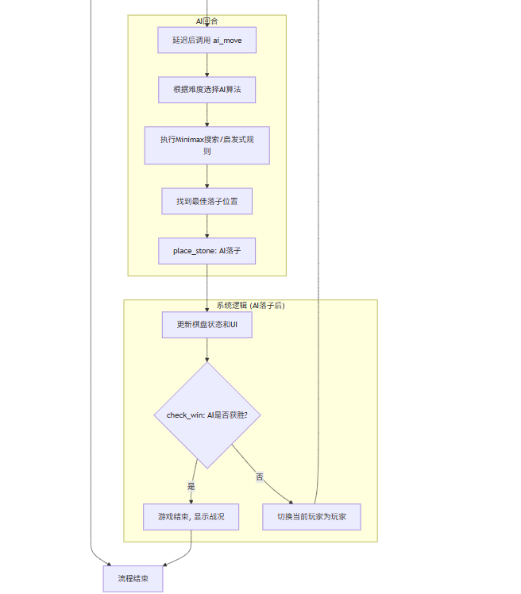 AI回合
延迟后调用 ai_move
根据难度选择AI算法
执行Minimax搜索/启发式规
则
找到最佳落子位置
place_stone: AI落子
系统逻辑 (AI落子后)
更新棋盘状态和UI
check_win: AI是否获胜?
是
否
游戏结束, 显示战况
切换当前玩家为玩家
流程结束